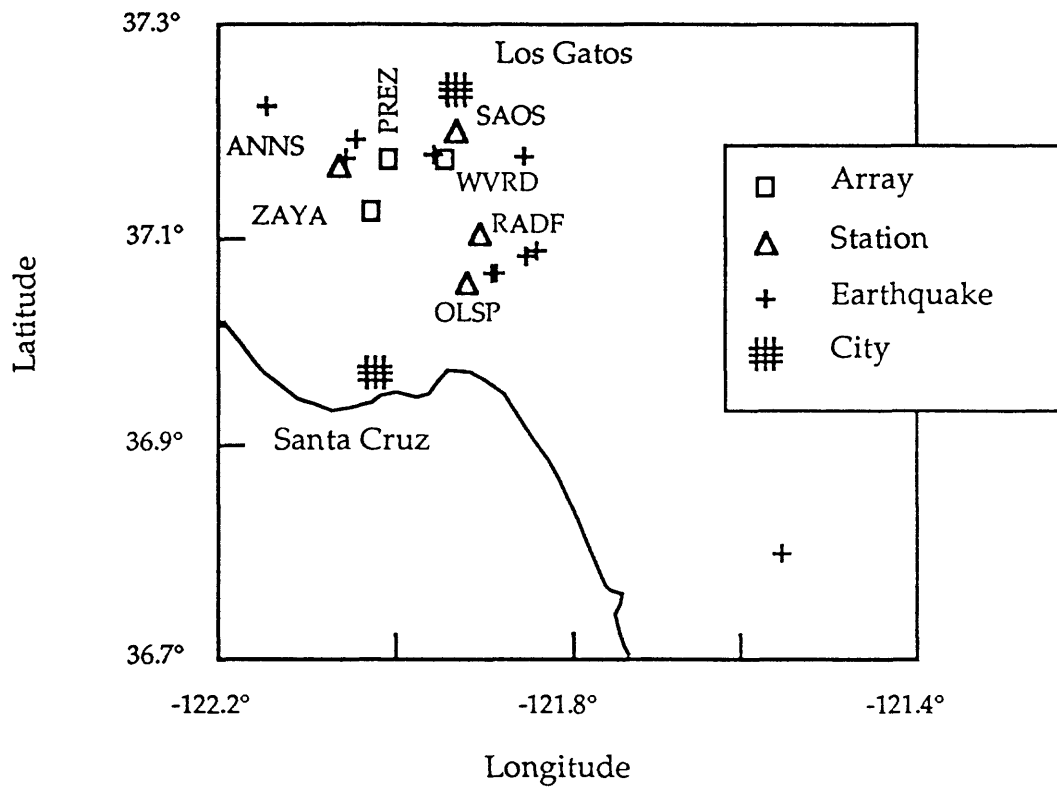 37.3°
Los Gatos
PREZ
SAOS
ANNS
WVRD
ZAYA
RADF
37.1°
OLSP
Array
Station
Earthquake
City
Latitude
36.9°
Santa Cruz
36.7°
-122.2°
-121.8°
-121.4°
Longitude